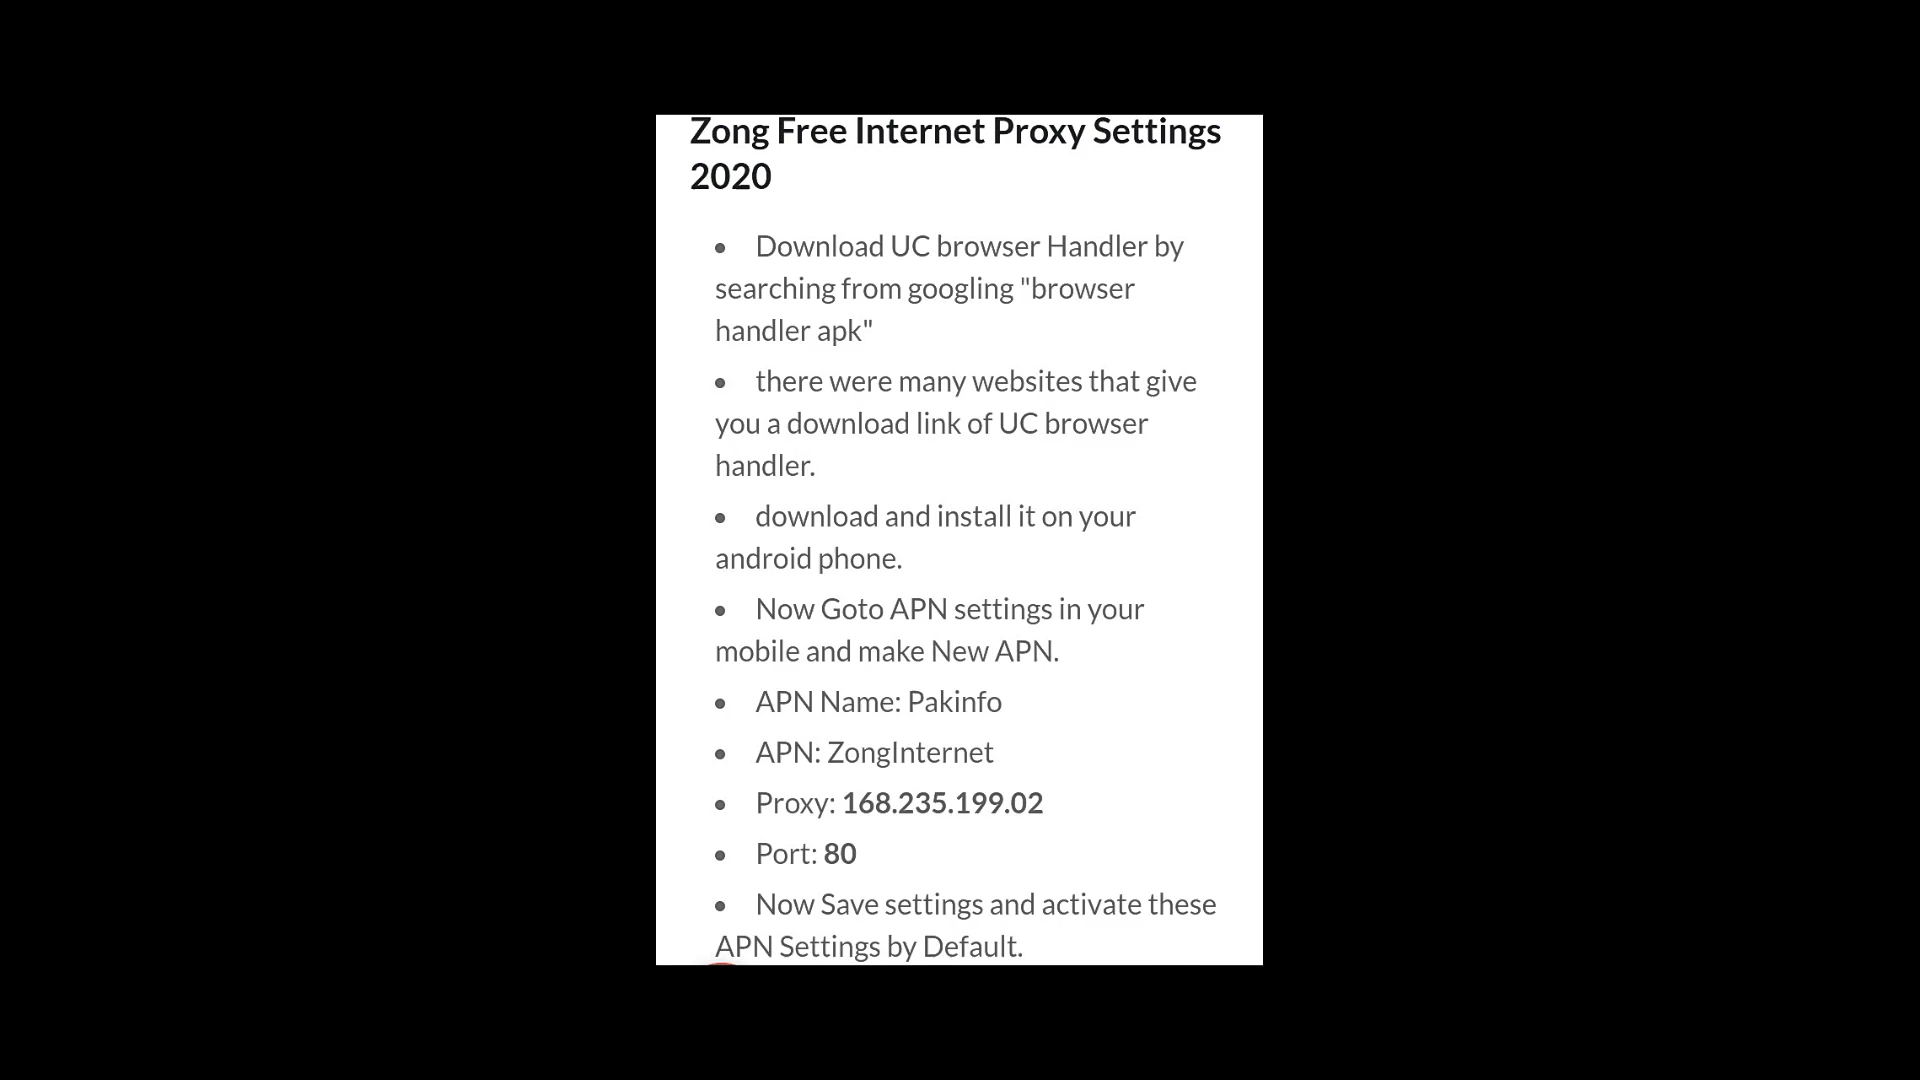 Zong Free Internet Proxy Settings
2020
• Download UC browser Handler by
searching from googling "browser
handler apk"
• there were many websites that give
you a download link of UC browser
handler.
• download and install it on your
android phone.
• Now Goto APN settings in your
mobile and make New APN.
• APN Name: Pakinfo
• APN: ZongInternet
• Proxy: 168.235.199.02
• Port: 80
• Now Save settings and activate these
APN Settings by Default.